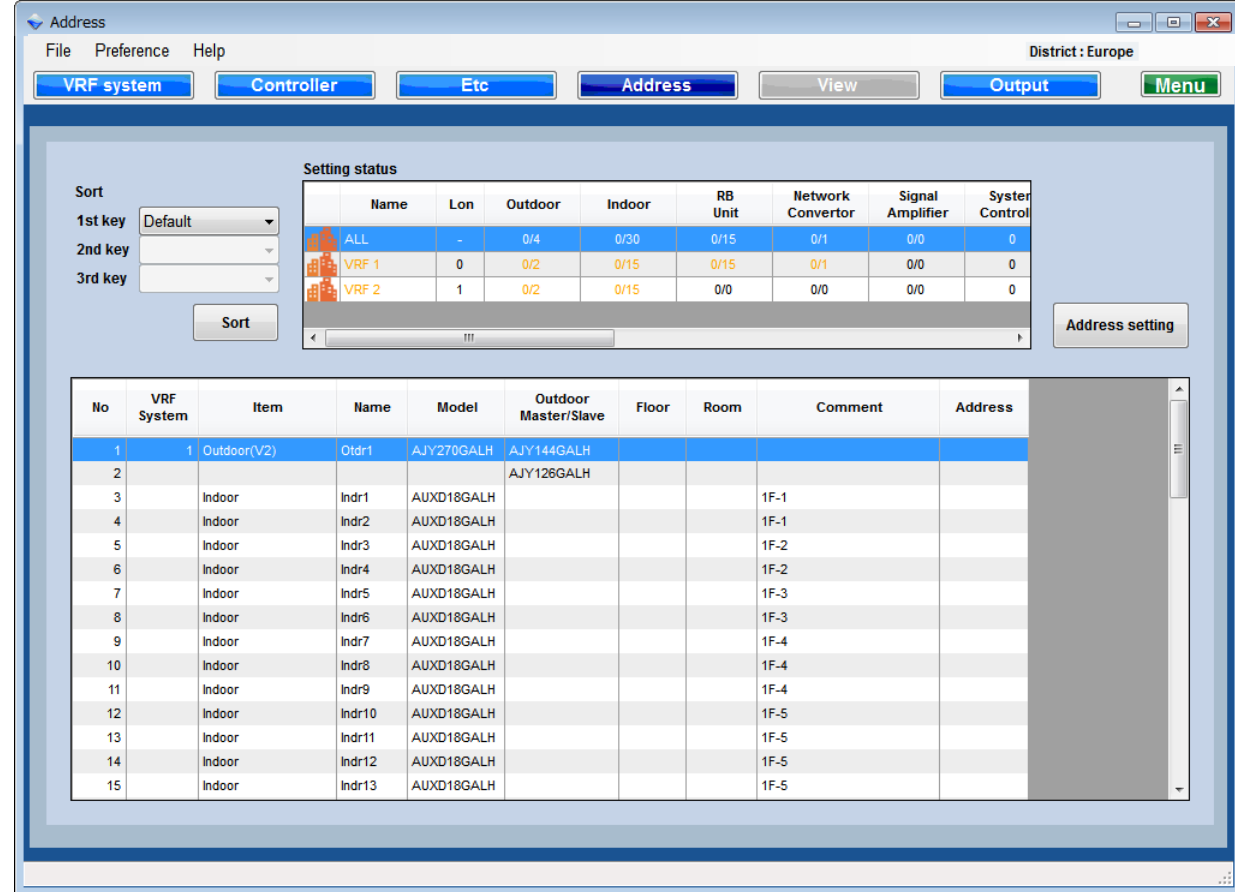 Address
File Preference Help District : Europe
VRF system Controller Etc Address View Output Menu
Setting status
Sort
1st key Default
2nd key
3rd key
Sort
Name Lon Outdoor Indoor RB Unit Network Convertor Signal Amplifier System Control
ALL - 0/4 0/30 0/15 0/1 0/0 0
VRF 1 0 0/2 0/15 0/15 0/1 0/0 0
VRF 2 1 0/2 0/15 0/0 0/0 0/0 0
Address setting
No VRF System Item Name Model Outdoor Master/Slave Floor Room Comment Address
1 1 Outdoor(V2) Otdr1 AJY270GALH AJY144GALH
2 AJY126GALH
3 Indoor Indr1 AUXD18GALH 1F-1
4 Indoor Indr2 AUXD18GALH 1F-1
5 Indoor Indr3 AUXD18GALH 1F-2
6 Indoor Indr4 AUXD18GALH 1F-2
7 Indoor Indr5 AUXD18GALH 1F-3
8 Indoor Indr6 AUXD18GALH 1F-3
9 Indoor Indr7 AUXD18GALH 1F-4
10 Indoor Indr8 AUXD18GALH 1F-4
11 Indoor Indr9 AUXD18GALH 1F-4
12 Indoor Indr10 AUXD18GALH 1F-5
13 Indoor Indr11 AUXD18GALH 1F-5
14 Indoor Indr12 AUXD18GALH 1F-5
15 Indoor Indr13 AUXD18GALH 1F-5